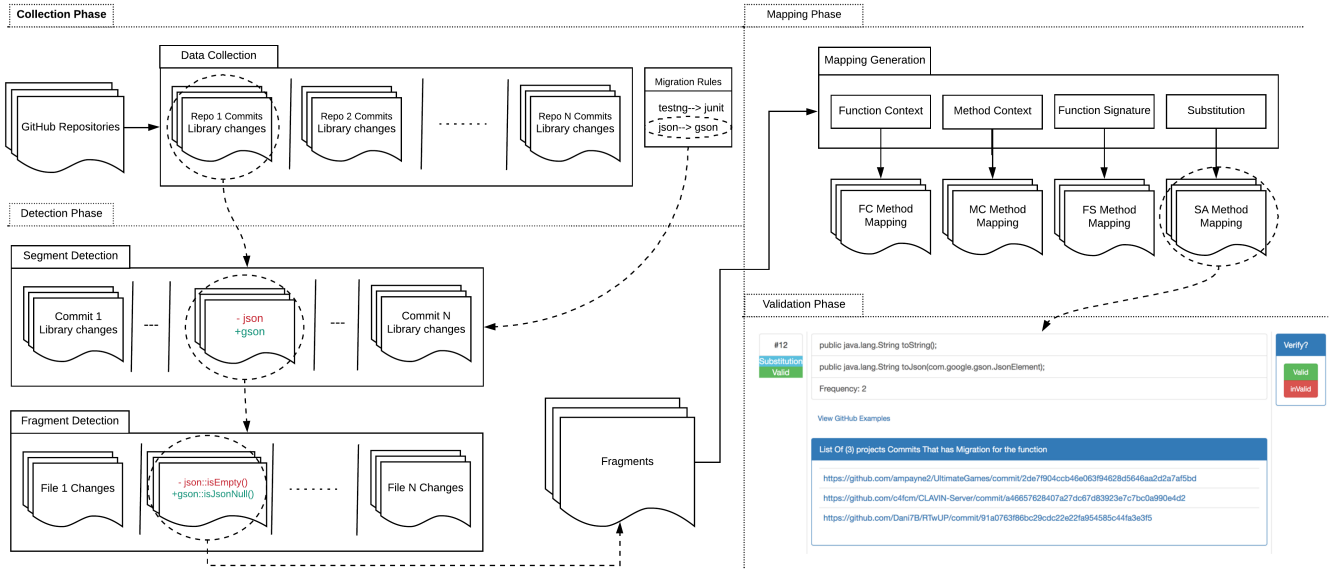 Collection Phase
Data Collection
GitHub Repositories
Repo 1 Commits
Library changes
Repo 2 Commits
Library changes
Repo N Commits
Library changes
Migration Rules
testng--> junit
json--> gson
Detection Phase
Segment Detection
Commit 1
Library changes
- json
+gson
Commit N
Library changes
Fragment Detection
File 1 Changes
- json::isEmpty()
+gson::isJsonNull()
File N Changes
Fragments
Mapping Phase
Mapping Generation
Function Context
Method Context
Function Signature
Substitution
FC Method
Mapping
MC Method
Mapping
FS Method
Mapping
SA Method
Mapping
Validation Phase
#12
Substitution
Valid
public java.lang.String toString();
public java.lang.String toJson(com.google.gson.JsonElement);
Frequency: 2
Verify?
Valid
inValid
View GitHub Examples
List Of (3) projects Commits That has Migration for the function
https://github.com/ampayne2/UltimateGames/commit/2de7f904ccb46e063f94628d5646aa2d2a7af5bd
https://github.com/c4fcm/CLAVIN-Server/commit/a46657628407a27dc67d83923e7c7bc0a990e4d2
https://github.com/Dani7B/RTwUP/commit/91a0763f86bc29cdc22e22fa954585c44fa3e3f5